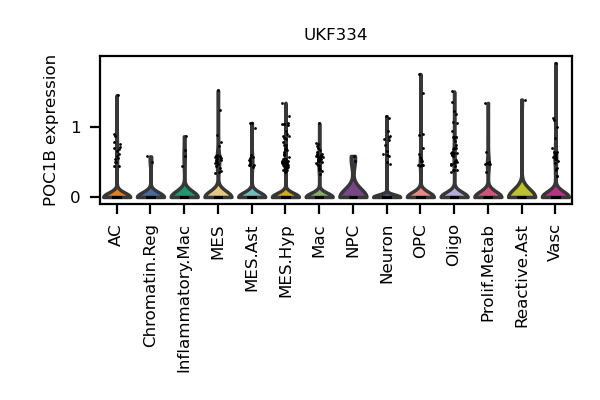 UKF334
POC1B expression
1
0
AC
Chromatin.Reg
Inflammatory.Mac
MES
MES.Ast
MES.Hyp
Mac
NPC
Neuron
OPC
Oligo
Prolif.Metab
Reactive.Ast
Vasc